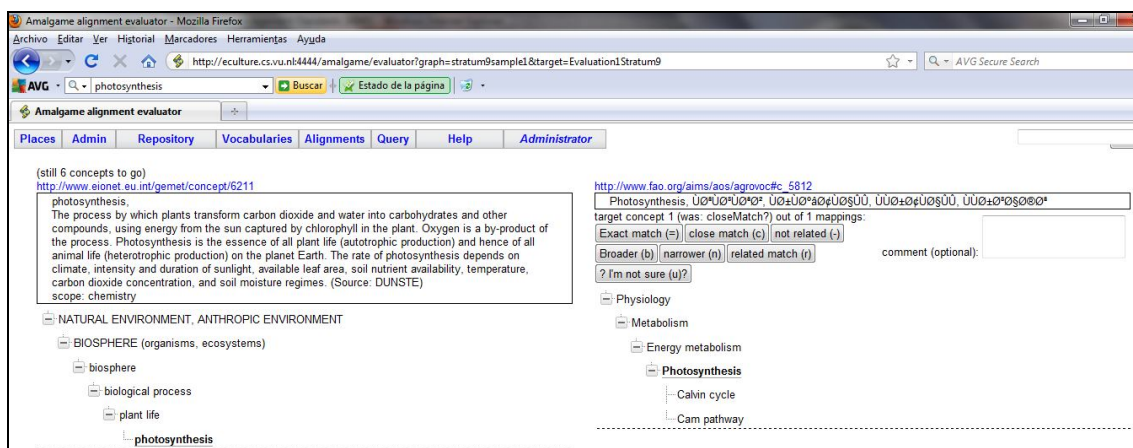 Amalgame alignment evaluator - Mozilla Firefox
Archivo Editar Ver Historial Marcadores Herramientas Ayuda
http://eculture.cs.vu.nl:4444/amalgame/evaluator?graph=stratum9sample1&target=Evaluation1Stratum9
AVG Secure Search
AVG photosynthesis Buscar Estado de la página
Amalgame alignment evaluator
Places Admin Repository Vocabularies Alignments Query Help Administrator
(still 6 concepts to go)
http://www.eionet.eu.int/gemet/concept/6211
photosynthesis,
The process by which plants transform carbon dioxide and water into carbohydrates and other
compounds, using energy from the sun captured by chlorophyll in the plant. Oxygen is a by-product of
the process. Photosynthesis is the essence of all plant life (autotrophic production) and hence of all
animal life (heterotrophic production) on the planet Earth. The rate of photosynthesis depends on
climate, intensity and duration of sunlight, available leaf area, soil nutrient availability, temperature,
carbon dioxide concentration, and soil moisture regimes. (Source: DUNSTE)
scope: chemistry
NATURAL ENVIRONMENT, ANTHROPIC ENVIRONMENT
BIOSPHERE (organisms, ecosystems)
biosphere
biological process
plant life
photosynthesis
http://www.fao.org/aims/aos/agrovoc#c_5812
Photosynthesis,
target concept 1 (was: closeMatch?) out of 1 mappings:
Exact match (=) close match (c) not related (-)
Broader (b) narrower (n) related match (r)
comment (optional):
? I'm not sure (u)?
Physiology
Metabolism
Energy metabolism
Photosynthesis
Calvin cycle
Cam pathway